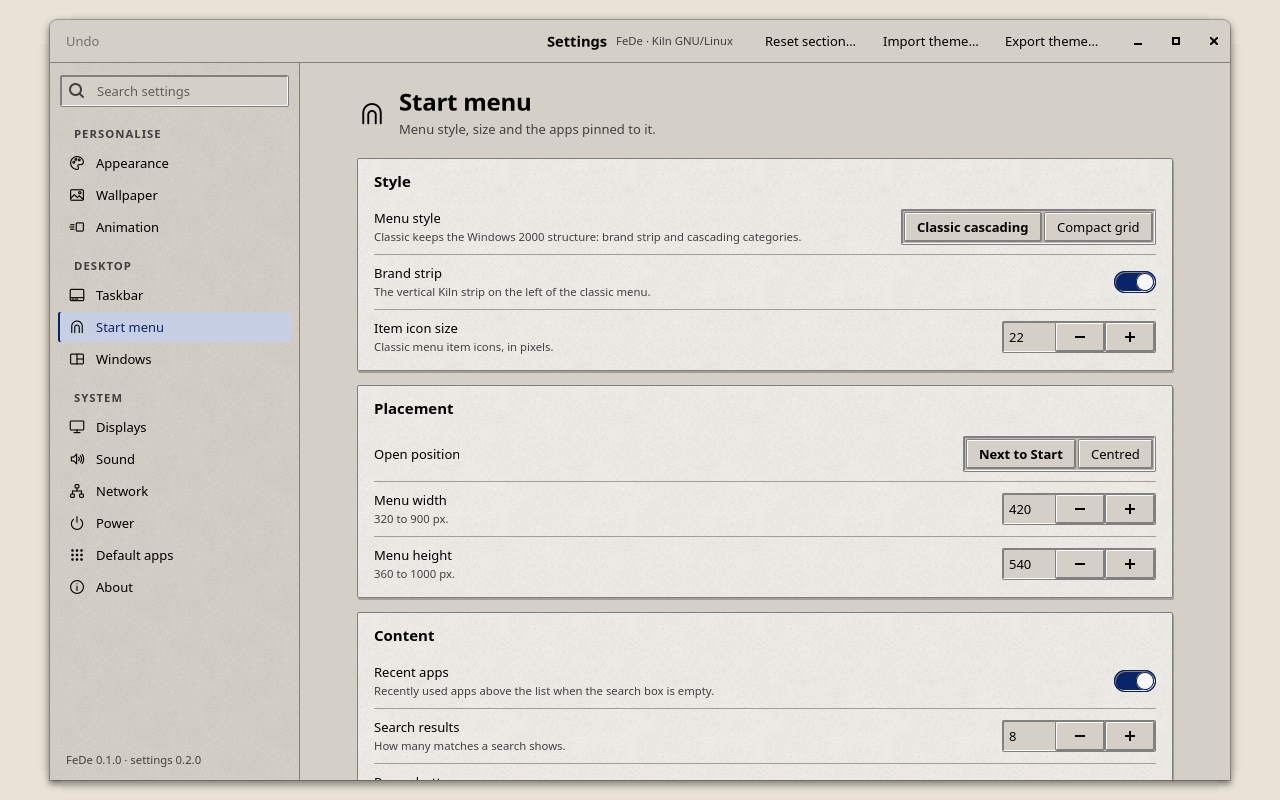 Undo
Settings FeDe · Kiln GNU/Linux
Reset section...
Import theme...
Export theme...
Search settings
PERSONALISE
Appearance
Wallpaper
Animation
DESKTOP
Taskbar
Start menu
Windows
SYSTEM
Displays
Sound
Network
Power
Default apps
About
FeDe 0.1.0 · settings 0.2.0
Start menu
Menu style, size and the apps pinned to it.
Style
Menu style
Classic keeps the Windows 2000 structure: brand strip and cascading categories.
Classic cascading
Compact grid
Brand strip
The vertical Kiln strip on the left of the classic menu.
Item icon size
Classic menu item icons, in pixels.
22
Placement
Open position
Next to Start
Centred
Menu width
320 to 900 px.
420
Menu height
360 to 1000 px.
540
Content
Recent apps
Recently used apps above the list when the search box is empty.
Search results
How many matches a search shows.
8